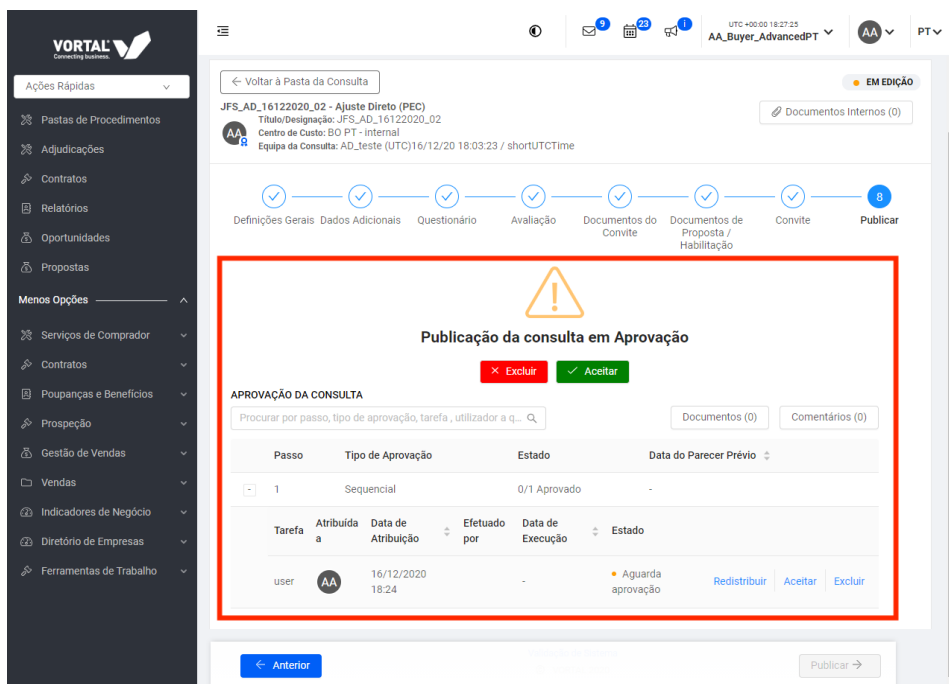 VORTAL
Connecting business.
9
23
i
UTC +00:00 18:27:25
AA_Buyer_AdvancedPT
AA
PT
Ações Rápidas
Pastas de Procedimentos
Adjudicações
Contratos
Relatórios
Oportunidades
Propostas
Menos Opções
Serviços de Comprador
Contratos
Poupanças e Benefícios
Prospeção
Gestão de Vendas
Vendas
Indicadores de Negócio
Diretório de Empresas
Ferramentas de Trabalho
← Voltar à Pasta da Consulta
EM EDIÇÃO
JFS_AD_16122020_02 - Ajuste Direto (PEC)
Documentos Internos (0)
AA
Título/Designação: JFS_AD_16122020_02
Centro de Custo: BO PT - internal
Equipa da Consulta: AD_teste (UTC)16/12/20 18:03:23 / shortUTCTime
8
Definições Gerais
Dados Adicionais
Questionário
Avaliação
Documentos do
Convite
Documentos de
Proposta /
Habilitação
Convite
Publicar
Publicação da consulta em Aprovação
Excluir
Aceitar
APROVAÇÃO DA CONSULTA
Procurar por passo, tipo de aprovação, tarefa , utilizador a q...
Documentos (0)
Comentários (0)
Passo
Tipo de Aprovação
Estado
Data do Parecer Prévio
-
1
Sequencial
0/1 Aprovado
-
Tarefa
Atribuída
a
Data de
Atribuição
Efetuado
por
Data de
Execução
Estado
user
AA
16/12/2020
18:24
-
Aguarda
aprovação
Redistribuir
Aceitar
Excluir
← Anterior
Publicar →